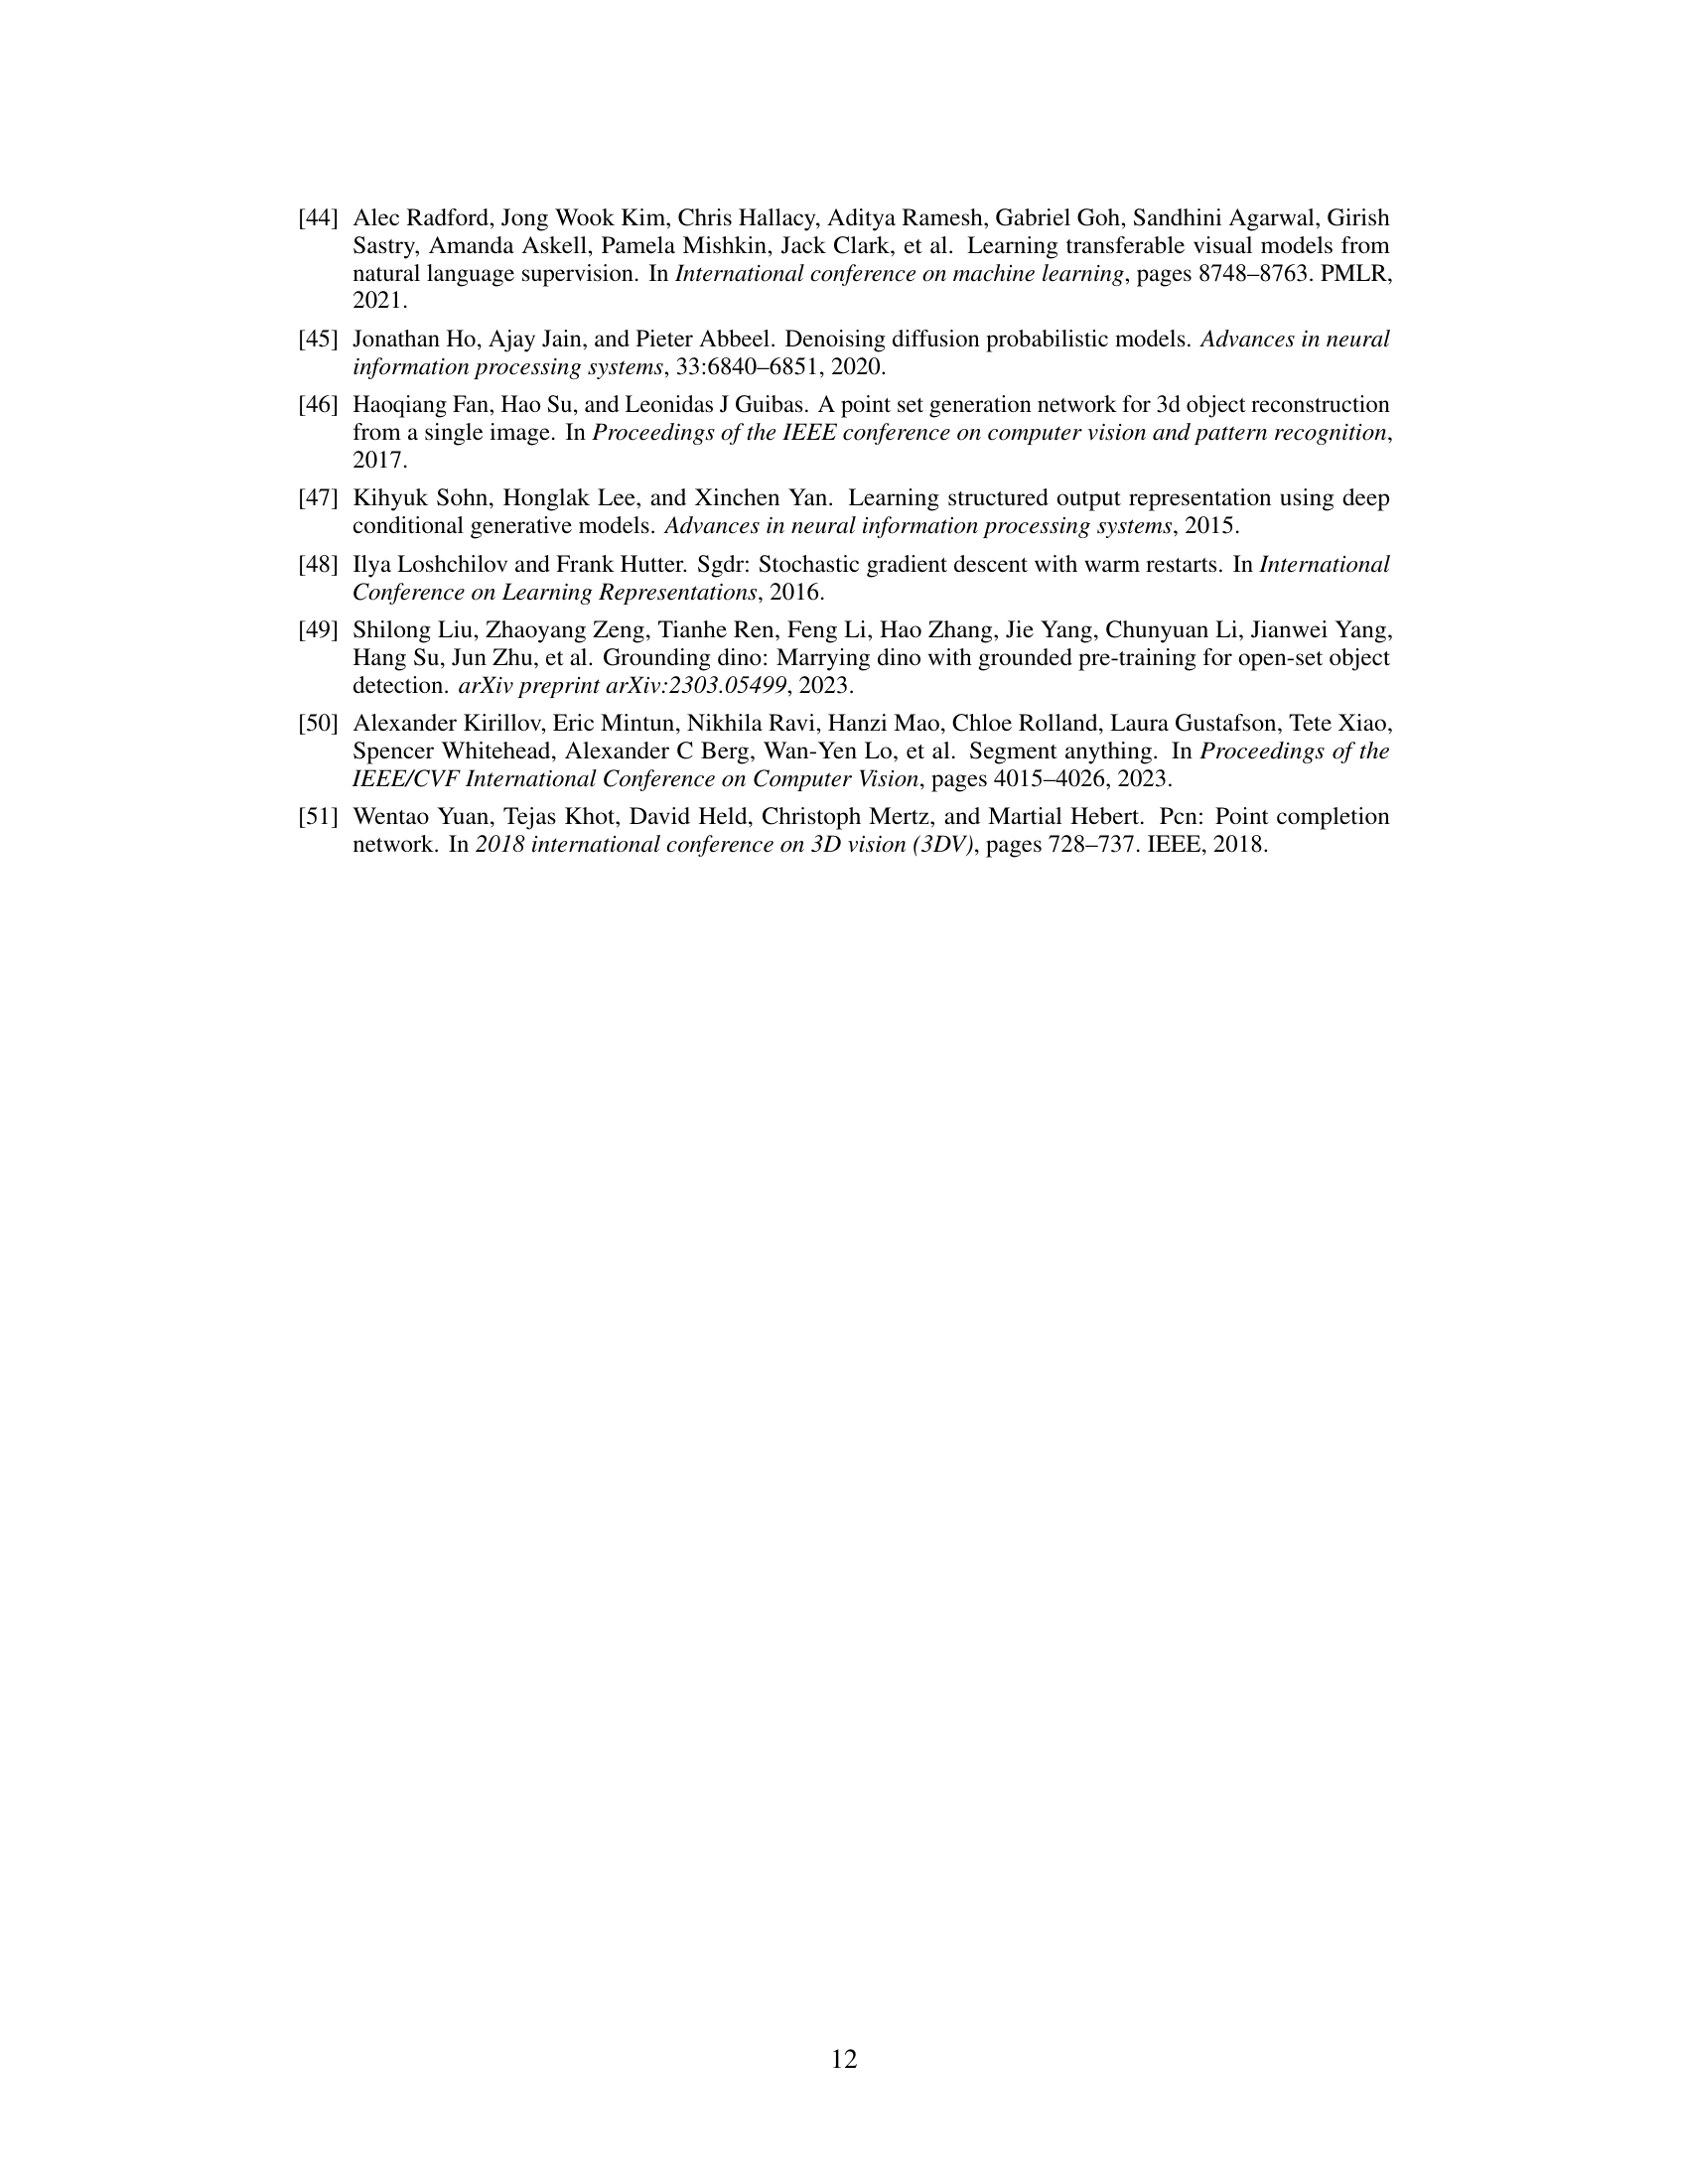 [44] Alec Radford, Jong Wook Kim, Chris Hallacy, Aditya Ramesh, Gabriel Goh, Sandhini Agarwal, Girish
Sastry, Amanda Askell, Pamela Mishkin, Jack Clark, et al. Learning transferable visual models from
natural language supervision. In International conference on machine learning, pages 8748–8763. PMLR,
2021.
[45] Jonathan Ho, Ajay Jain, and Pieter Abbeel. Denoising diffusion probabilistic models. Advances in neural
information processing systems, 33:6840–6851, 2020.
[46] Haoqiang Fan, Hao Su, and Leonidas J Guibas. A point set generation network for 3d object reconstruction
from a single image. In Proceedings of the IEEE conference on computer vision and pattern recognition,
2017.
[47] Kihyuk Sohn, Honglak Lee, and Xinchen Yan. Learning structured output representation using deep
conditional generative models. Advances in neural information processing systems, 2015.
[48] Ilya Loshchilov and Frank Hutter. Sgdr: Stochastic gradient descent with warm restarts. In International
Conference on Learning Representations, 2016.
[49] Shilong Liu, Zhaoyang Zeng, Tianhe Ren, Feng Li, Hao Zhang, Jie Yang, Chunyuan Li, Jianwei Yang,
Hang Su, Jun Zhu, et al. Grounding dino: Marrying dino with grounded pre-training for open-set object
detection. arXiv preprint arXiv:2303.05499, 2023.
[50] Alexander Kirillov, Eric Mintun, Nikhila Ravi, Hanzi Mao, Chloe Rolland, Laura Gustafson, Tete Xiao,
Spencer Whitehead, Alexander C Berg, Wan-Yen Lo, et al. Segment anything. In Proceedings of the
IEEE/CVF International Conference on Computer Vision, pages 4015–4026, 2023.
[51] Wentao Yuan, Tejas Khot, David Held, Christoph Mertz, and Martial Hebert. Pcn: Point completion
network. In 2018 international conference on 3D vision (3DV), pages 728–737. IEEE, 2018.
12